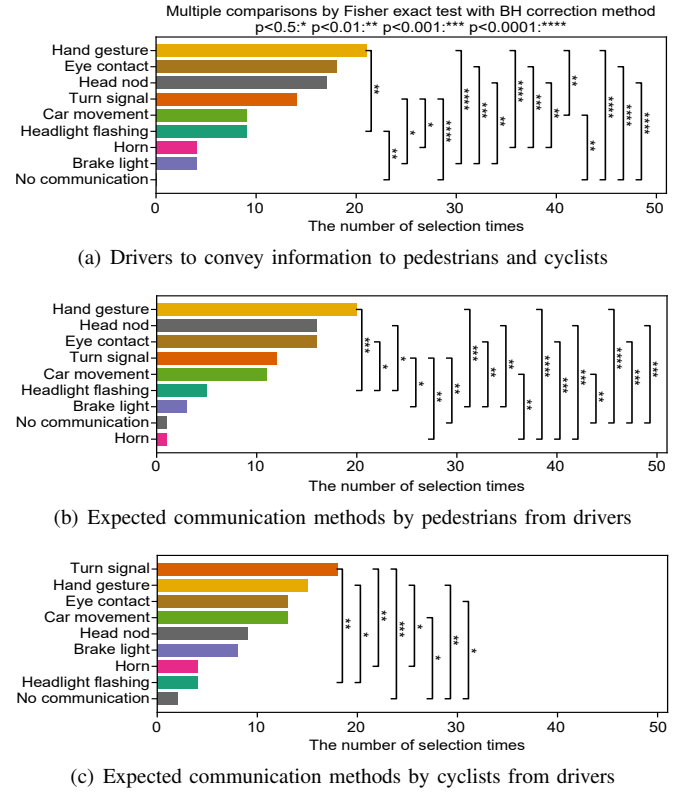 Multiple comparisons by Fisher exact test with BH correction method
p<0.5:* p<0.01:** p<0.001:*** p<0.0001:****
Hand gesture
Eye contact
Head nod
Turn signal
Car movement
Headlight flashing
Horn
Brake light
No communication
** ** * * **** **** *** ** **** *** ** ** ** **** **** ****
0 10 20 30 40 50
The number of selection times
(a) Drivers to convey information to pedestrians and cyclists
Hand gesture
Head nod
Eye contact
Turn signal
Car movement
Headlight flashing
Brake light
No communication
Horn
*** * * * ** ** *** ** ** ** **** *** *** ** **** *** ***
0 10 20 30 40 50
The number of selection times
(b) Expected communication methods by pedestrians from drivers
Turn signal
Hand gesture
Eye contact
Car movement
Head nod
Brake light
Horn
Headlight flashing
No communication
** * ** *** * * ** *
0 10 20 30 40 50
The number of selection times
(c) Expected communication methods by cyclists from drivers